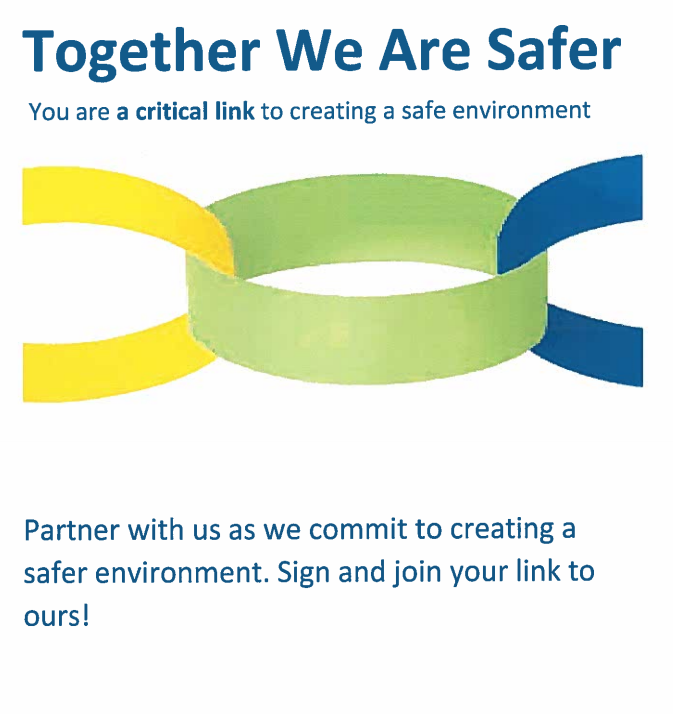 Together We Are Safer
You are a critical link to creating a safe environment
Partner with us as we commit to creating a
safer environment. Sign and join your link to
ours!